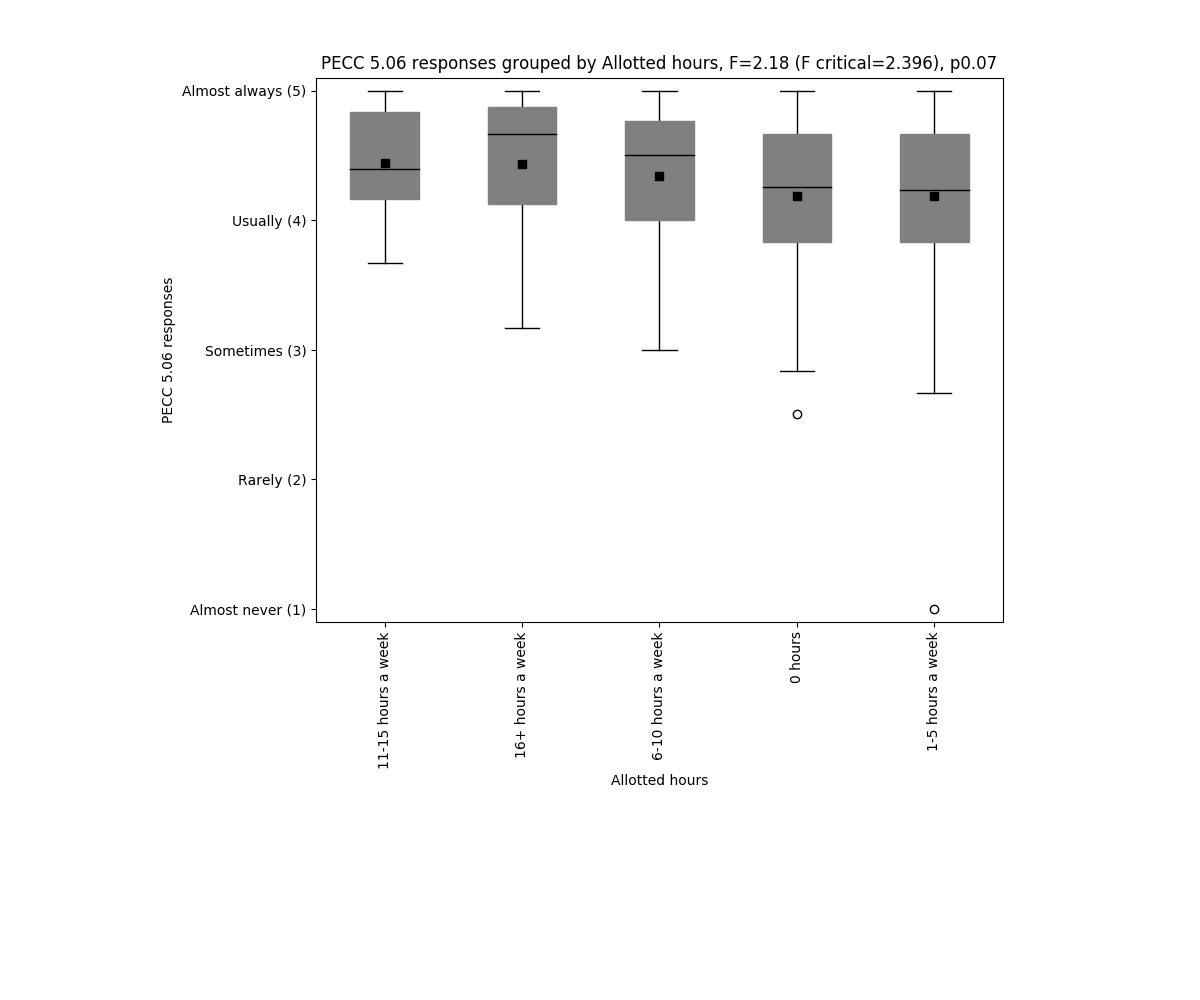 PECC 5.06 responses grouped by Allotted hours, F=2.18 (F critical=2.396), p0.07
Almost always (5)
Usually (4)
Sometimes (3)
Rarely (2)
Almost never (1)
PECC 5.06 responses
11-15 hours a week
16+ hours a week
6-10 hours a week
0 hours
1-5 hours a week
Allotted hours